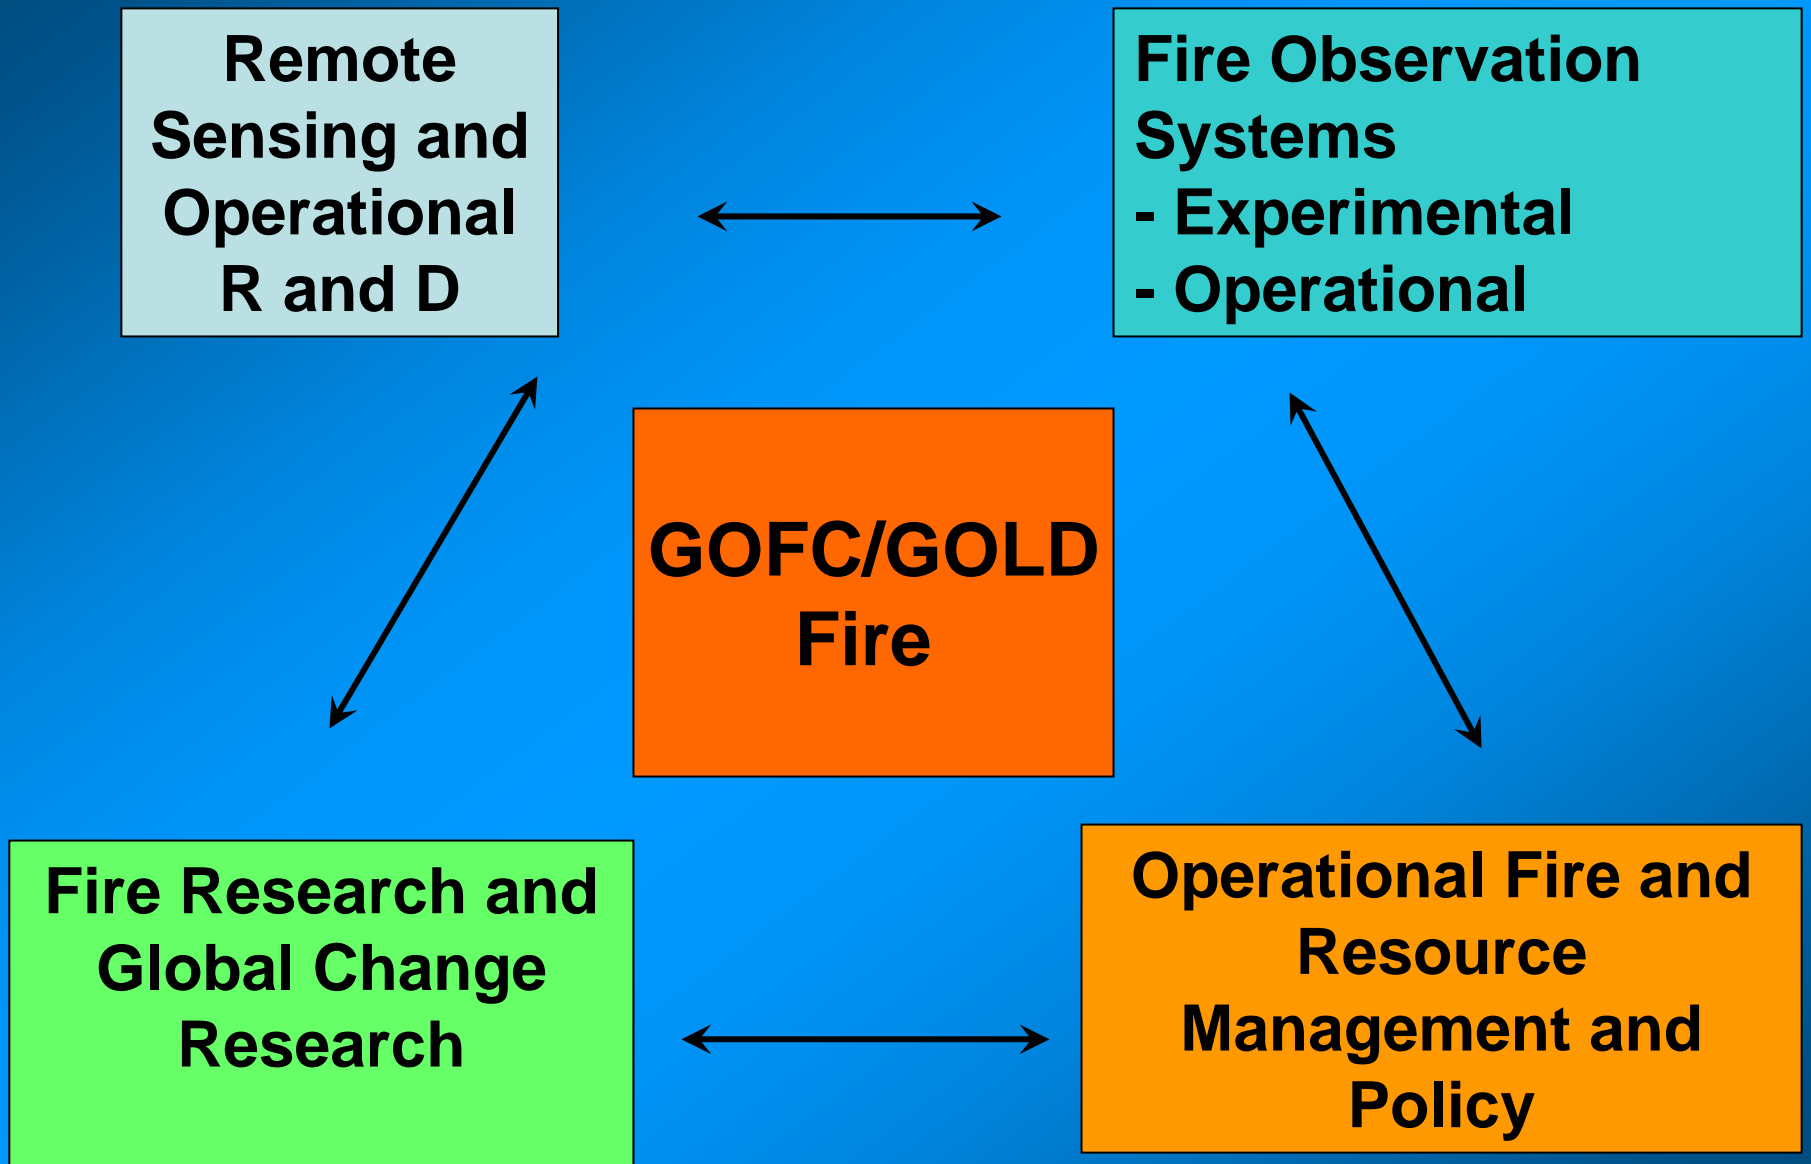 Remote
Sensing and
Operational
R and D
Fire Observation
Systems
- Experimental
- Operational
GOFC/GOLD
Fire
Fire Research and
Global Change
Research
Operational Fire and
Resource
Management and
Policy